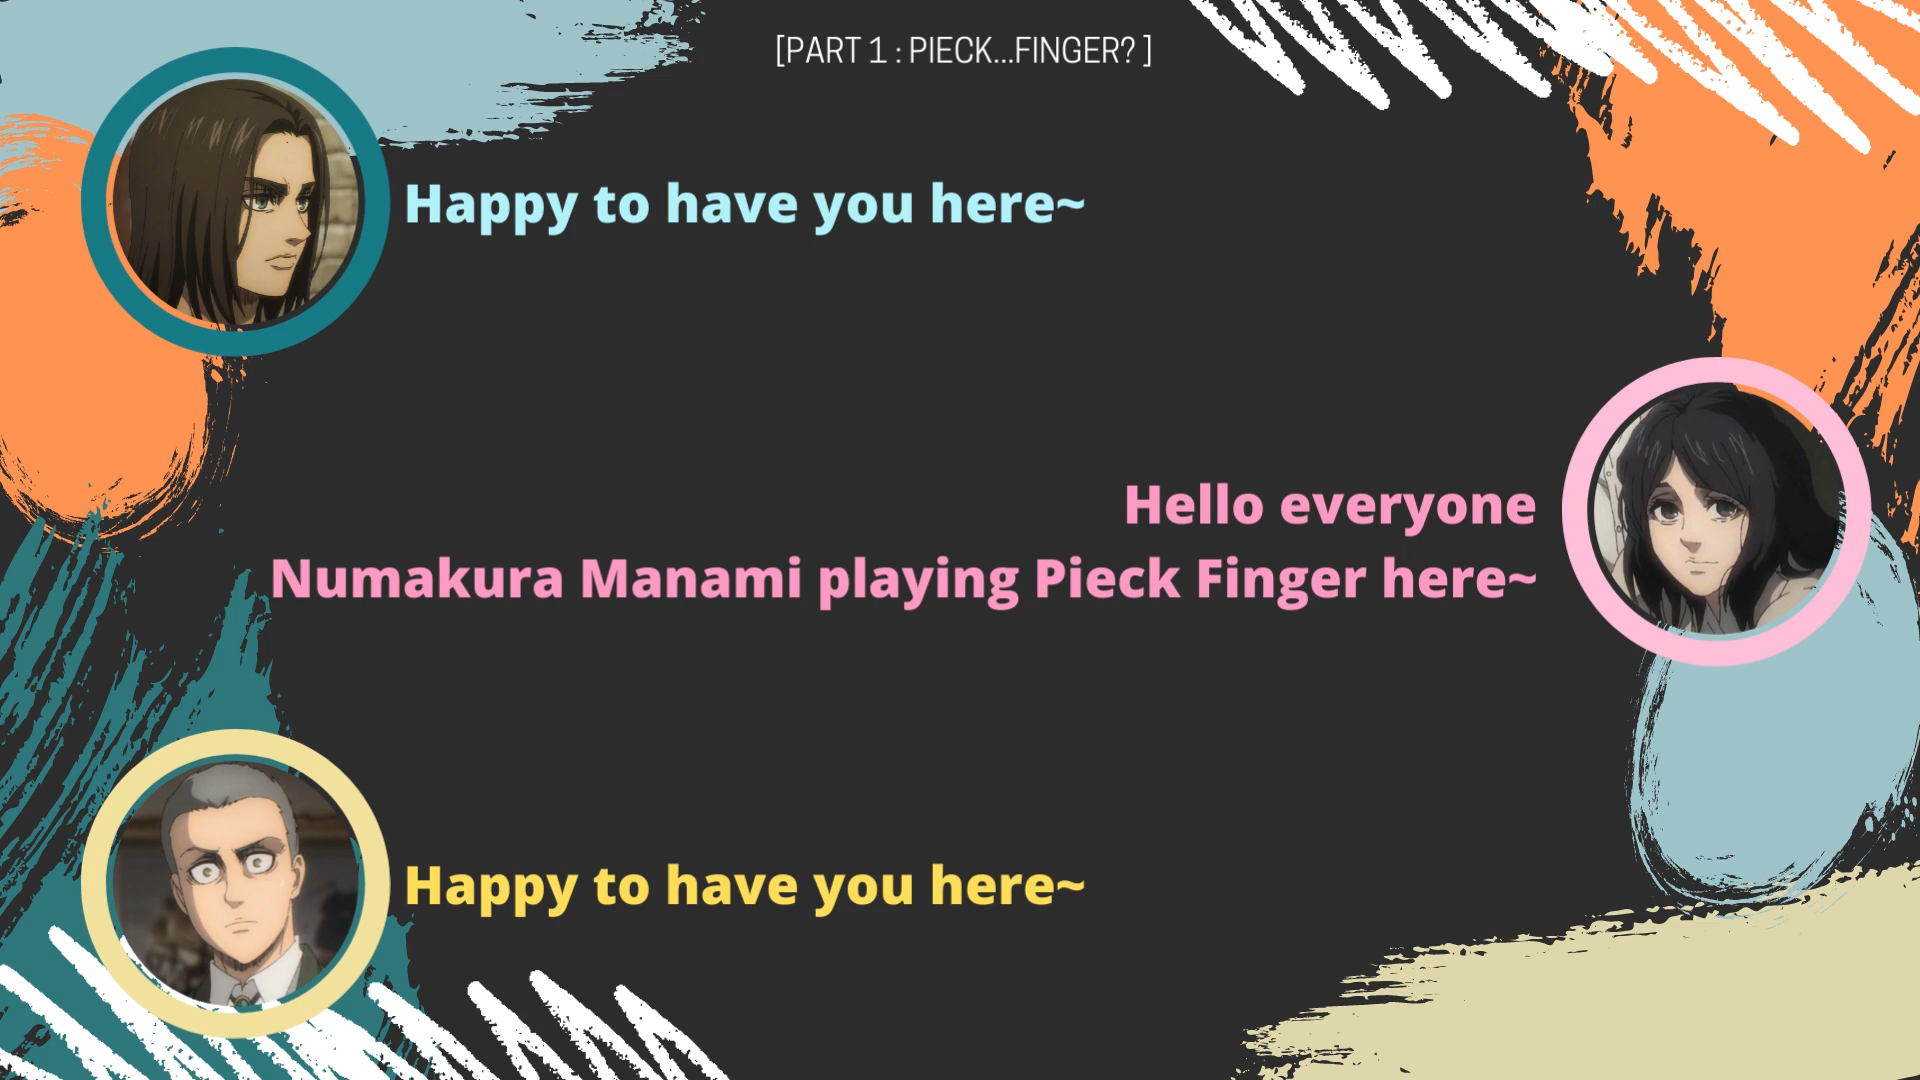 [PART 1 : PIECK...FINGER? ]
Happy to have you here~
Hello everyone
Numakura Manami playing Pieck Finger here~
Happy to have you here~